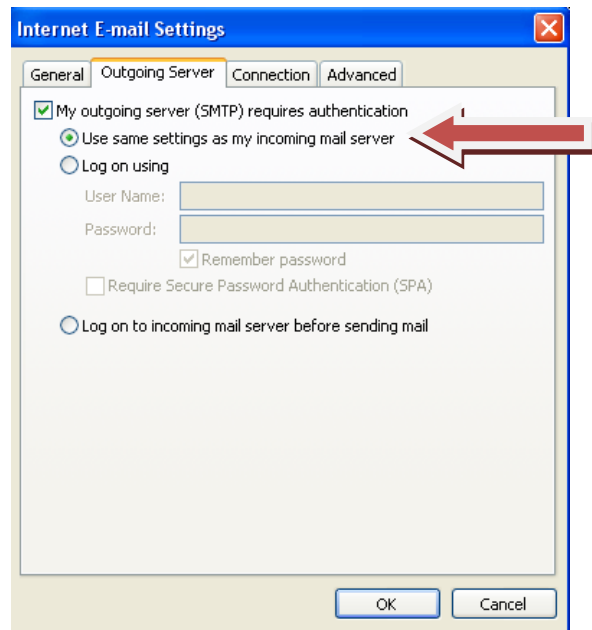 Internet E-mail Settings
General Outgoing Server Connection Advanced
My outgoing server (SMTP) requires authentication
Use same settings as my incoming mail server
Log on using
User Name:
Password:
Remember password
Require Secure Password Authentication (SPA)
Log on to incoming mail server before sending mail
OK Cancel